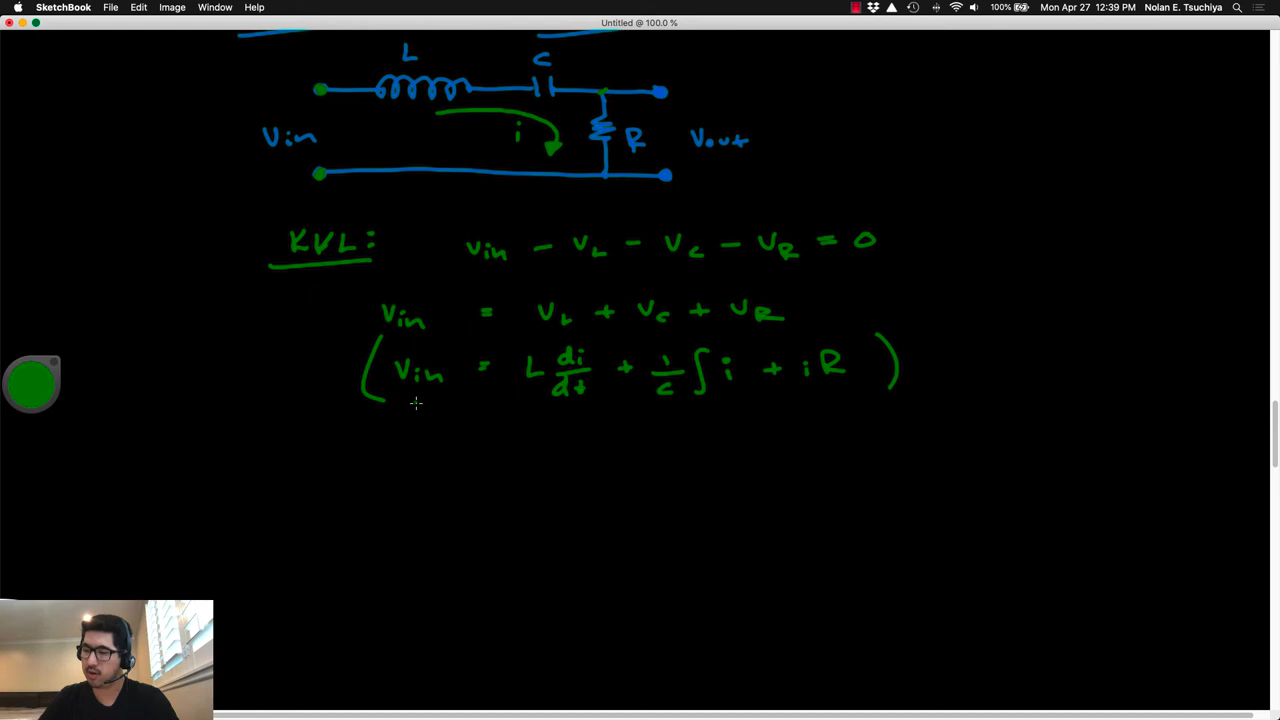 SketchBook File Edit Image Window Help 100% Mon Apr 27 12:39 PM Nolan E. Tsuchiya
Untitled @ 100.0 %
L C
Vin i R Vout
KVL: Vin - VL - VC - VR = 0
Vin = VL + VC + VR
( Vin = L di/dt + 1/C ∫ i + iR )